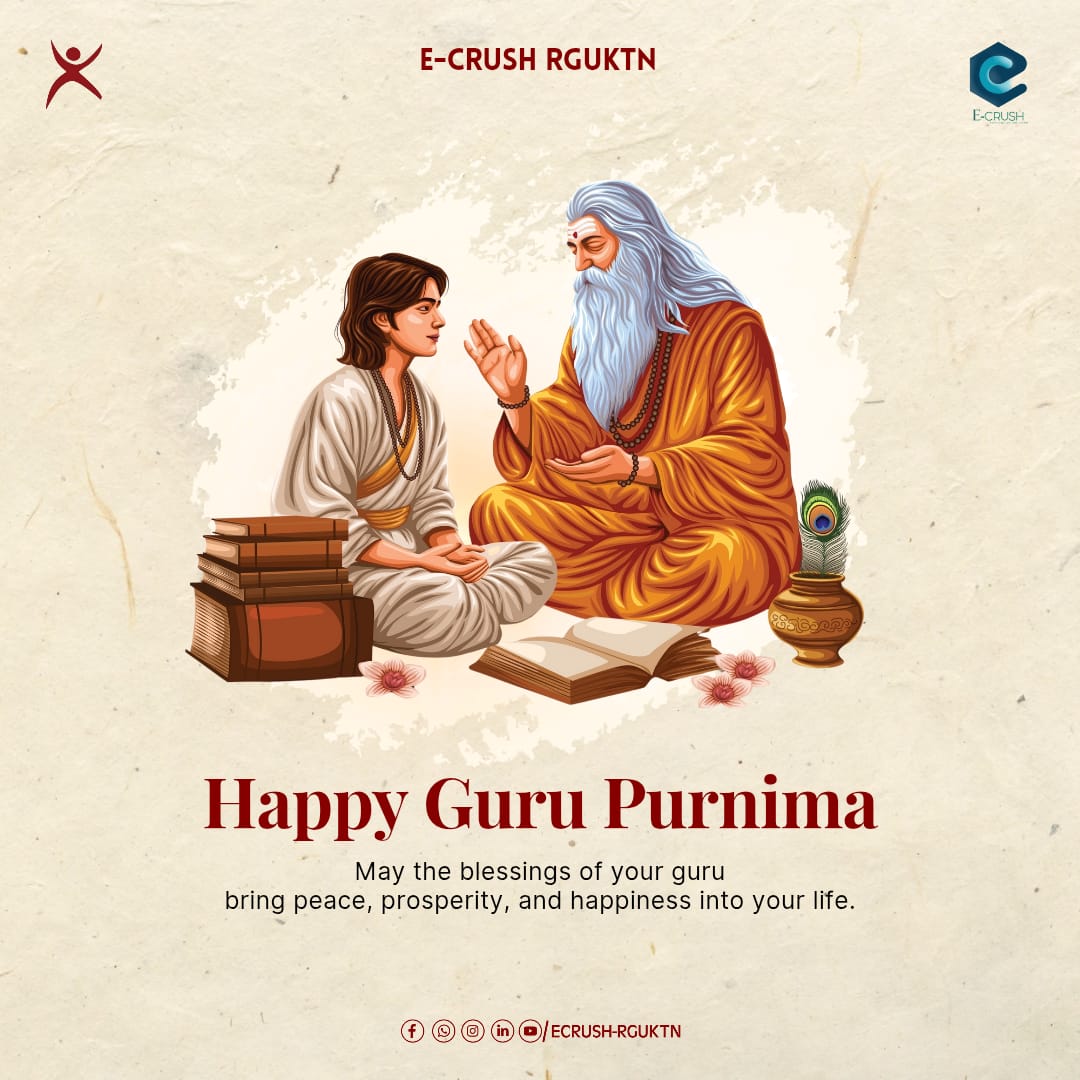 E-CRUSH RGUKTN
E-CRUSH
Happy Guru Purnima
May the blessings of your guru
bring peace, prosperity, and happiness into your life.
/ECRUSH-RGUKTN